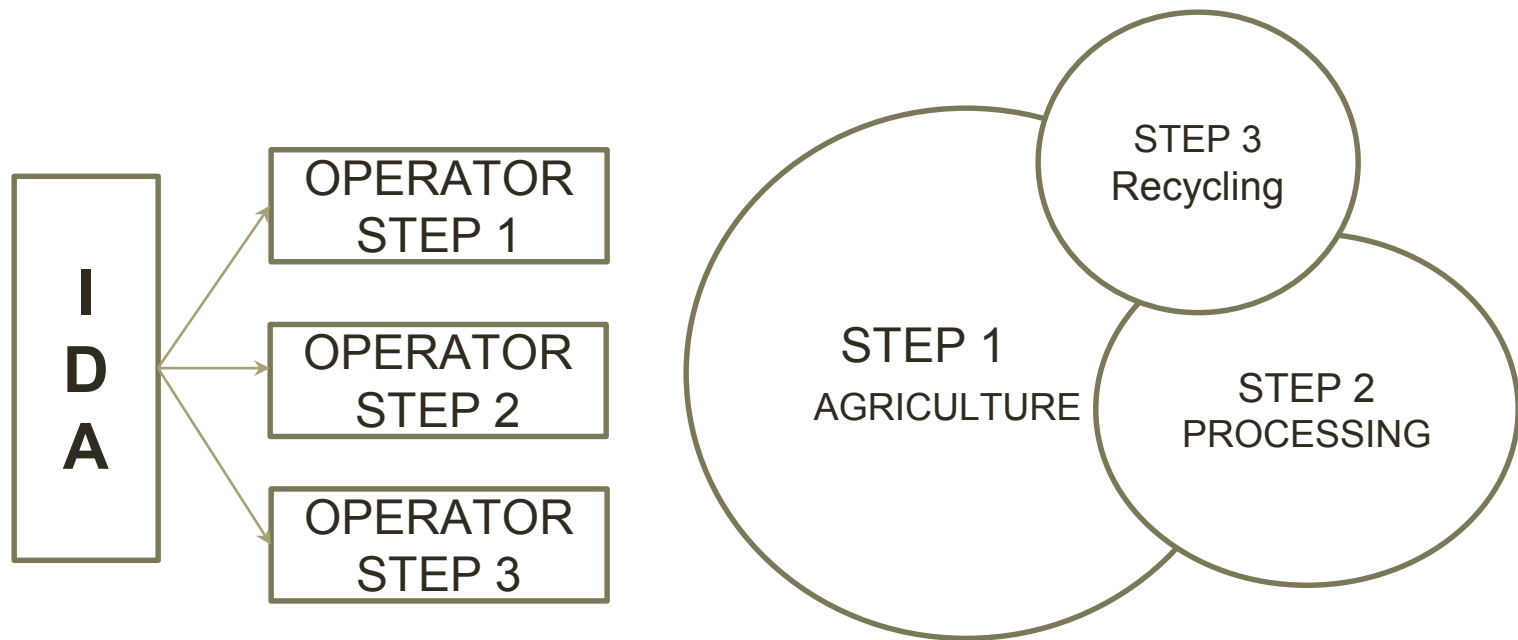 I
D
A
OPERATOR
STEP 1
OPERATOR
STEP 2
OPERATOR
STEP 3
STEP 1
AGRICULTURE
STEP 3
Recycling
STEP 2
PROCESSING